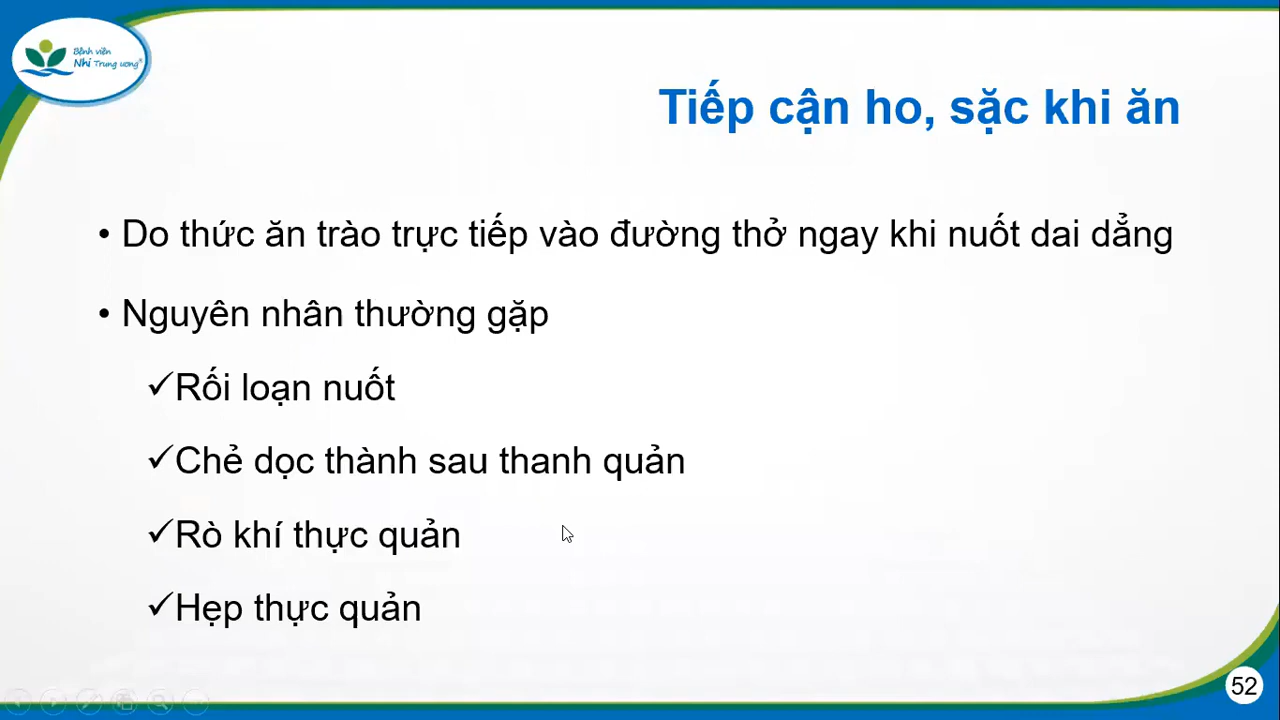 Bệnh viện
Nhi Trung ương®
Tiếp cận ho, sặc khi ăn
• Do thức ăn trào trực tiếp vào đường thở ngay khi nuốt dai dẳng
• Nguyên nhân thường gặp
✓Rối loạn nuốt
✓Chẻ dọc thành sau thanh quản
✓Rò khí thực quản
✓Hẹp thực quản
52